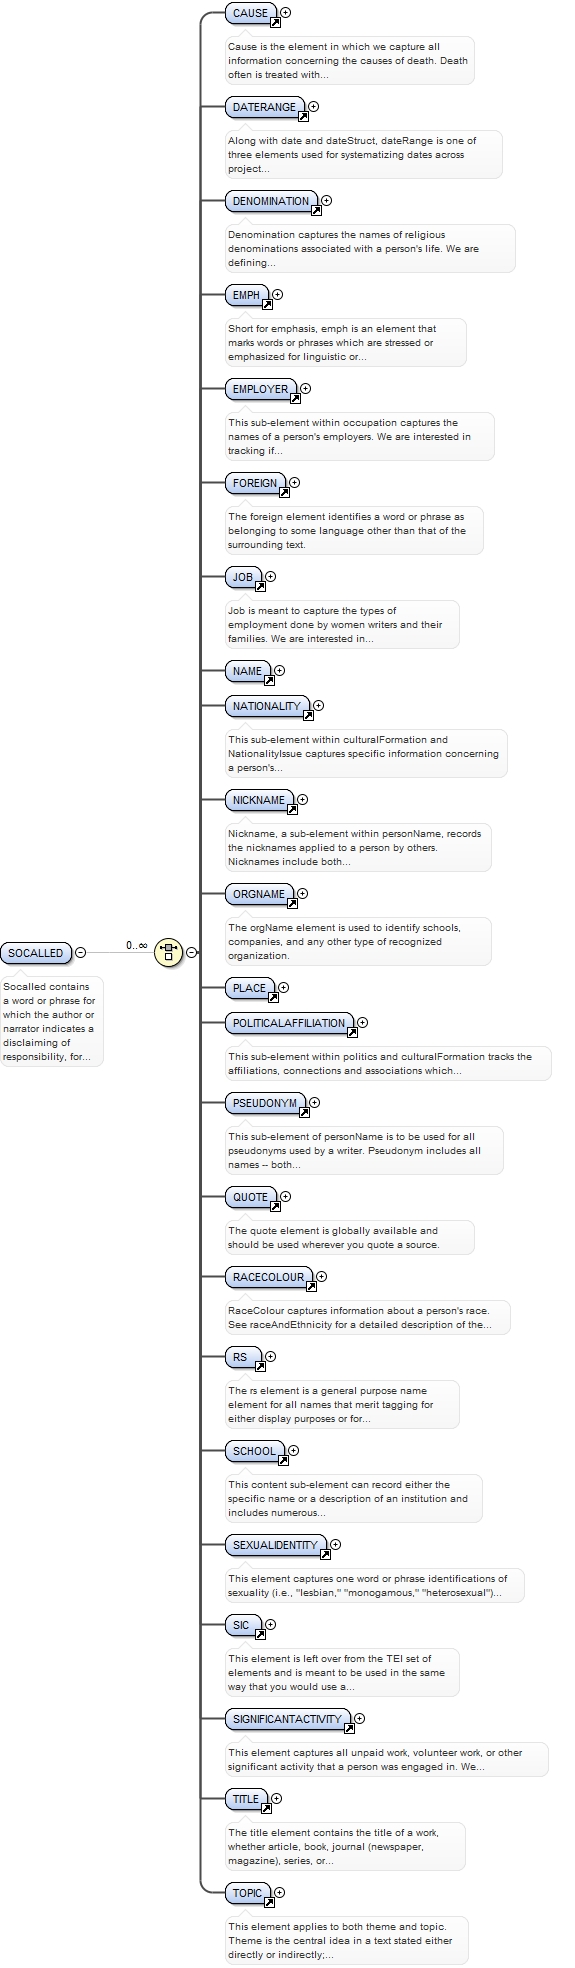 CAUSE
Cause is the element in which we capture all
information concerning the causes of death. Death
often is treated with...
DATERANGE
Along with date and dateStruct, dateRange is one of
three elements used for systematizing dates across
project...
DENOMINATION
Denomination captures the names of religious
denominations associated with a person's life. We are
defining...
EMPH
Short for emphasis, emph is an element that
marks words or phrases which are stressed or
emphasized for linguistic or...
EMPLOYER
This sub-element within occupation captures the
names of a person's employers. We are interested in
tracking if...
FOREIGN
The foreign element identifies a word or phrase as
belonging to some language other than that of the
surrounding text.
JOB
Job is meant to capture the types of
employment done by women writers and their
families. We are interested in...
NAME
NATIONALITY
This sub-element within culturalFormation and
NationalityIssue captures specific information concerning
a person's...
NICKNAME
Nickname, a sub-element within personName, records
the nicknames applied to a person by others.
Nicknames include both...
ORGNAME
The orgName element is used to identify schools,
companies, and any other type of recognized
organization.
SOCALLED
0..∞
Socalled contains
a word or phrase for
which the author or
narrator indicates a
disclaiming of
responsibility, for...
PLACE
POLITICALAFFILIATION
This sub-element within politics and culturalFormation tracks the
affiliations, connections and associations which...
PSEUDONYM
This sub-element of personName is to be used for all
pseudonyms used by a writer. Pseudonym includes all
names -- both...
QUOTE
The quote element is globally available and
should be used wherever you quote a source.
RACECOLOUR
RaceColour captures information about a person's race.
See raceAndEthnicity for a detailed description of the...
RS
The rs element is a general purpose name
element for all names that merit tagging for
either display purposes or for...
SCHOOL
This content sub-element can record either the
specific name or a description of an institution and
includes numerous...
SEXUALIDENTITY
This element captures one word or phrase identifications of
sexuality (i.e., "lesbian," "monogamous," "heterosexual")...
SIC
This element is left over from the TEI set of
elements and is meant to be used in the same
way that you would use a...
SIGNIFICANTACTIVITY
This element captures all unpaid work, volunteer work, or other
significant activity that a person was engaged in. We...
TITLE
The title element contains the title of a work,
whether article, book, journal (newspaper,
magazine), series, or...
TOPIC
This element applies to both theme and topic.
Theme is the central idea in a text stated either
directly or indirectly;...